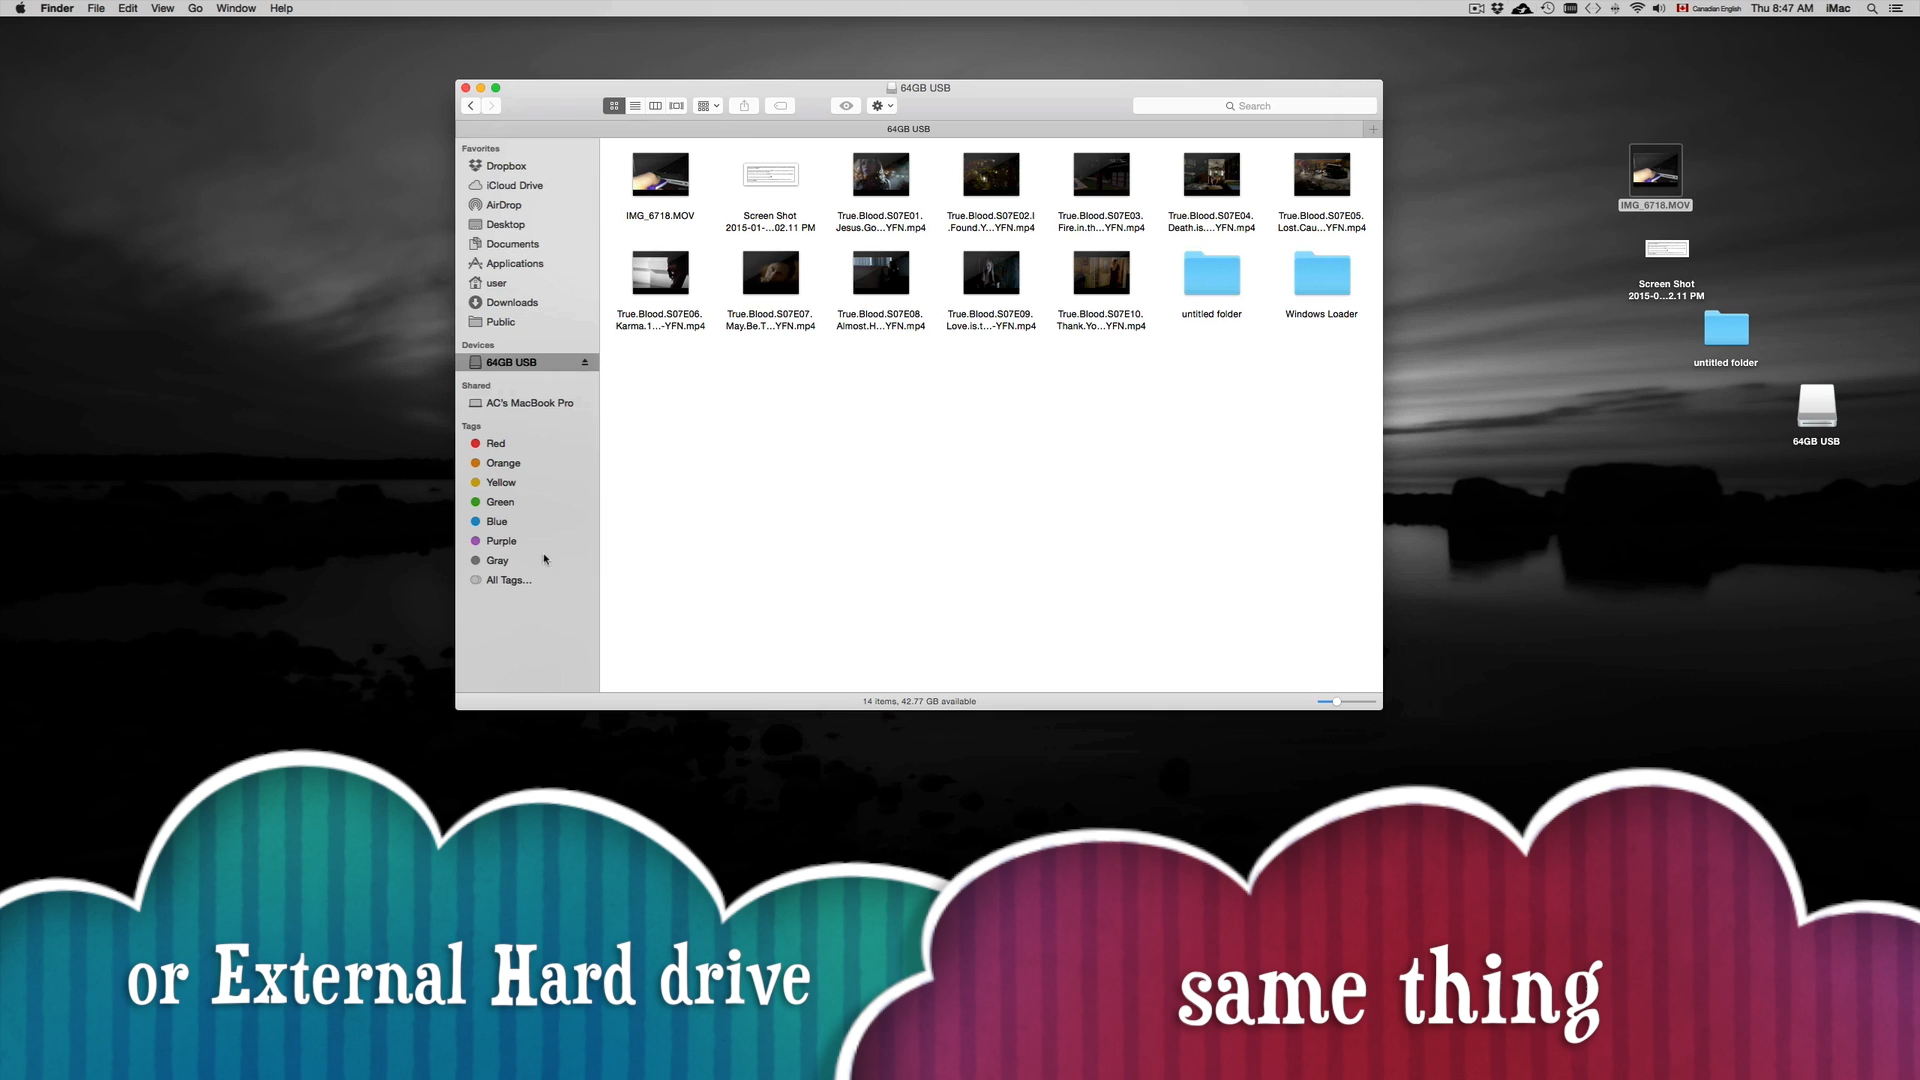 Finder File Edit View Go Window Help
Canadian English Thu 8:47 AM iMac
64GB USB
Search
64GB USB
Favorites
Dropbox
iCloud Drive
AirDrop
Desktop
Documents
Applications
user
Downloads
Public
Devices
64GB USB
Shared
AC's MacBook Pro
Tags
Red
Orange
Yellow
Green
Blue
Purple
Gray
All Tags...
IMG_6718.MOV
Screen Shot
2015-01-...02.11 PM
True.Blood.S07E01.
Jesus.Go...YFN.mp4
True.Blood.S07E02.I
.Found.Y...YFN.mp4
True.Blood.S07E03.
Fire.in.th...YFN.mp4
True.Blood.S07E04.
Death.is....YFN.mp4
True.Blood.S07E05.
Lost.Cau...YFN.mp4
True.Blood.S07E06.
Karma.1...-YFN.mp4
True.Blood.S07E07.
May.Be.T...YFN.mp4
True.Blood.S07E08.
Almost.H...YFN.mp4
True.Blood.S07E09.
Love.is.t...-YFN.mp4
True.Blood.S07E10.
Thank.Yo...YFN.mp4
untitled folder
Windows Loader
14 items, 42.77 GB available
IMG_6718.MOV
Screen Shot
2015-0...2.11 PM
untitled folder
64GB USB
or External Hard drive
same thing